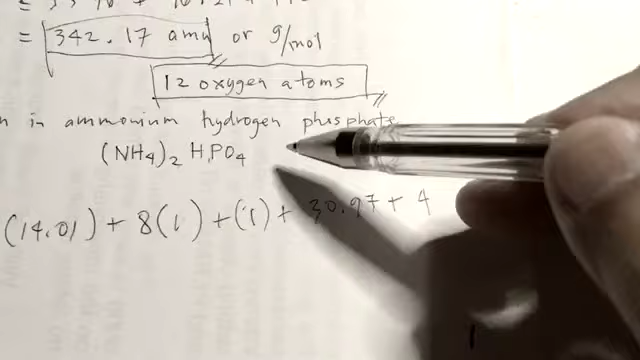 = 342.17 amu or g/mol
12 oxygen atoms
in ammonium hydrogen phosphate
(NH4)2 HPO4
(14.01) + 8(1) + (1) + 30.97 + 4